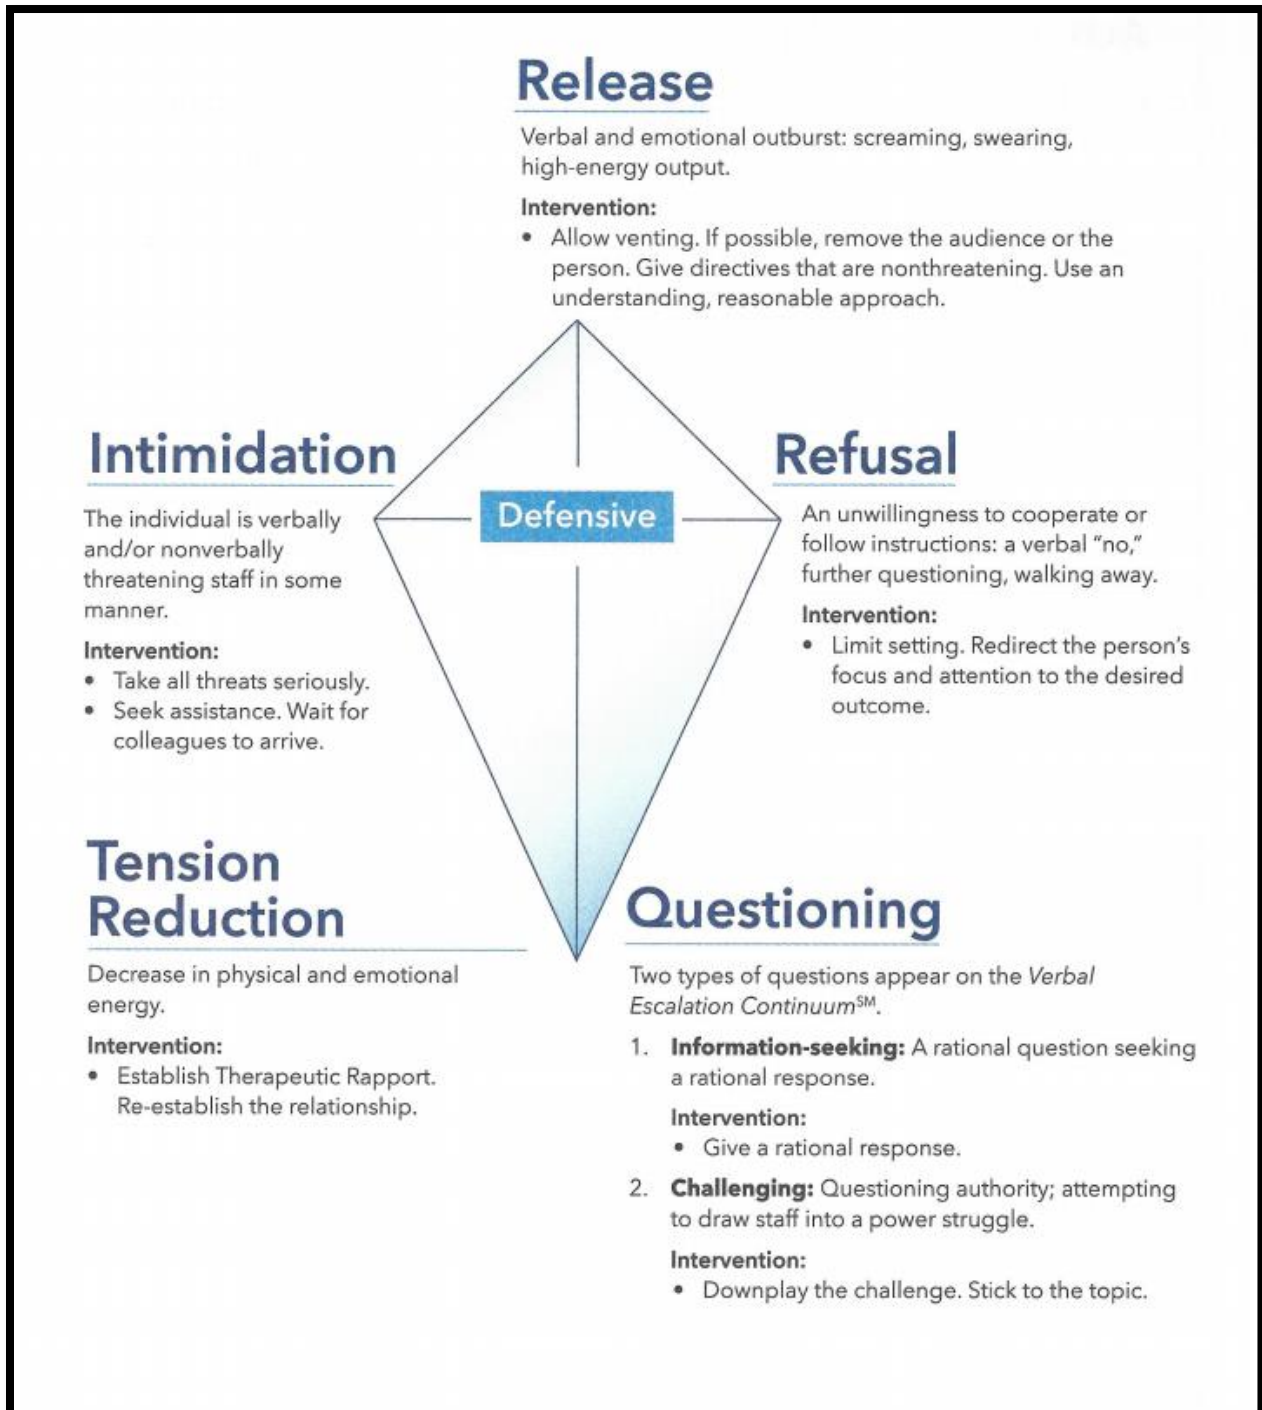 Release
Verbal and emotional outburst: screaming, swearing,
high-energy output.
Intervention:
• Allow venting. If possible, remove the audience or the
person. Give directives that are nonthreatening. Use an
understanding, reasonable approach.
Intimidation
The individual is verbally
and/or nonverbally
threatening staff in some
manner.
Intervention:
• Take all threats seriously.
• Seek assistance. Wait for
colleagues to arrive.
Defensive
Refusal
An unwillingness to cooperate or
follow instructions: a verbal “no,”
further questioning, walking away.
Intervention:
• Limit setting. Redirect the person’s
focus and attention to the desired
outcome.
Tension
Reduction
Decrease in physical and emotional
energy.
Intervention:
• Establish Therapeutic Rapport.
Re-establish the relationship.
Questioning
Two types of questions appear on the Verbal
Escalation Continuum℠.
1. Information-seeking: A rational question seeking
a rational response.
Intervention:
• Give a rational response.
2. Challenging: Questioning authority; attempting
to draw staff into a power struggle.
Intervention:
• Downplay the challenge. Stick to the topic.